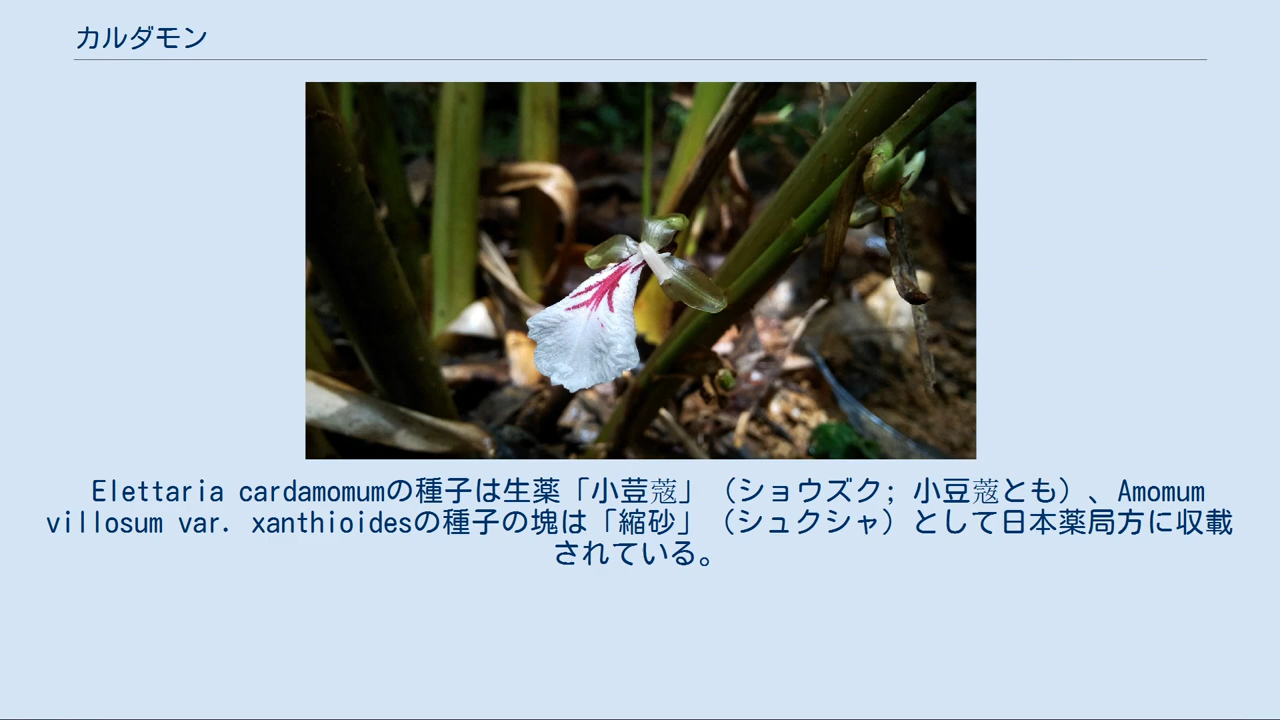 カルダモン
Elettaria cardamomumの種子は生薬「小荳蔲」（ショウズク；小豆蔲とも）、Amomum
villosum var. xanthioidesの種子の塊は「縮砂」（シュクシャ）として日本薬局方に収載
されている。